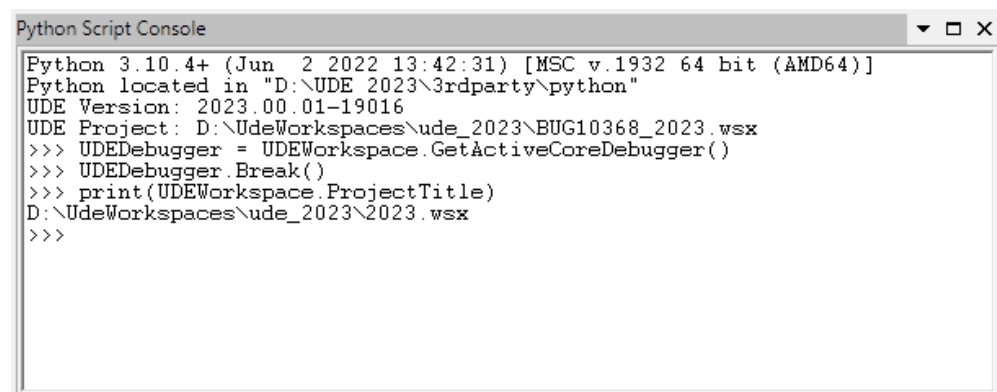 Python Script Console
Python 3.10.4+ (Jun  2 2022 13:42:31) [MSC v.1932 64 bit (AMD64)]
Python located in "D:\UDE 2023\3rdparty\python"
UDE Version: 2023.00.01-19016
UDE Project: D:\UdeWorkspaces\ude_2023\BUG10368_2023.wsx
>>> UDEDebugger = UDEWorkspace.GetActiveCoreDebugger()
>>> UDEDebugger.Break()
>>> print(UDEWorkspace.ProjectTitle)
D:\UdeWorkspaces\ude_2023\2023.wsx
>>>